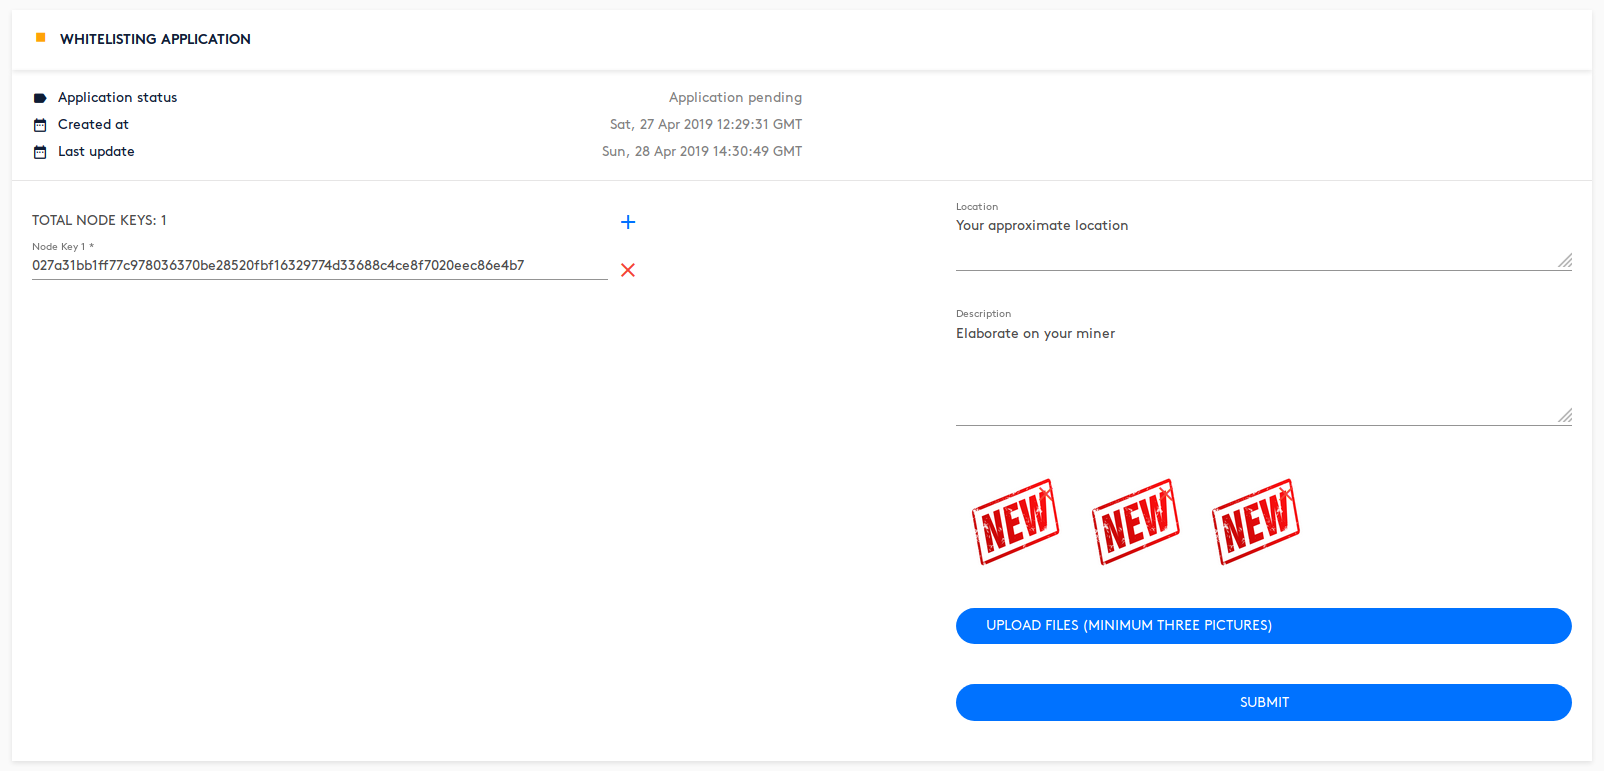 WHITELISTING APPLICATION
Application status
Application pending
Created at
Sat, 27 Apr 2019 12:29:31 GMT
Last update
Sun, 28 Apr 2019 14:30:49 GMT
TOTAL NODE KEYS: 1
Node Key 1 *
027a31bb1ff77c978036370be28520fbf16329774d33688c4ce8f7020eec86e4b7
Location
Your approximate location
Description
Elaborate on your miner
NEW
NEW
NEW
UPLOAD FILES (MINIMUM THREE PICTURES)
SUBMIT